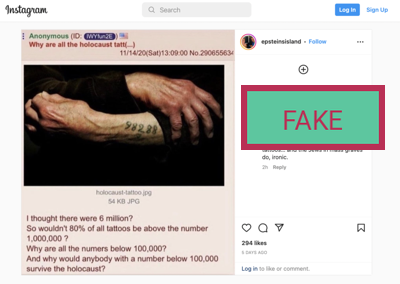 Instagram
Search
Log In
Sign Up
Anonymous (ID: IWYfun2E)
Why are all the holocaust tatt(...)
11/14/20(Sat)13:09:00 No.290655634
holocaust-tattoo.jpg
54 KB JPG
I thought there were 6 million?
So wouldn't 80% of all tattoos be above the number
1,000,000 ?
Why are all the numers below 100,000?
And why would anybody with a number below 100,000
survive the holocaust?
epsteinsisland • Follow
FAKE
tattoos... and the Jews in mass graves
do, ironic.
2h Reply
294 likes
5 DAYS AGO
Log in to like or comment.